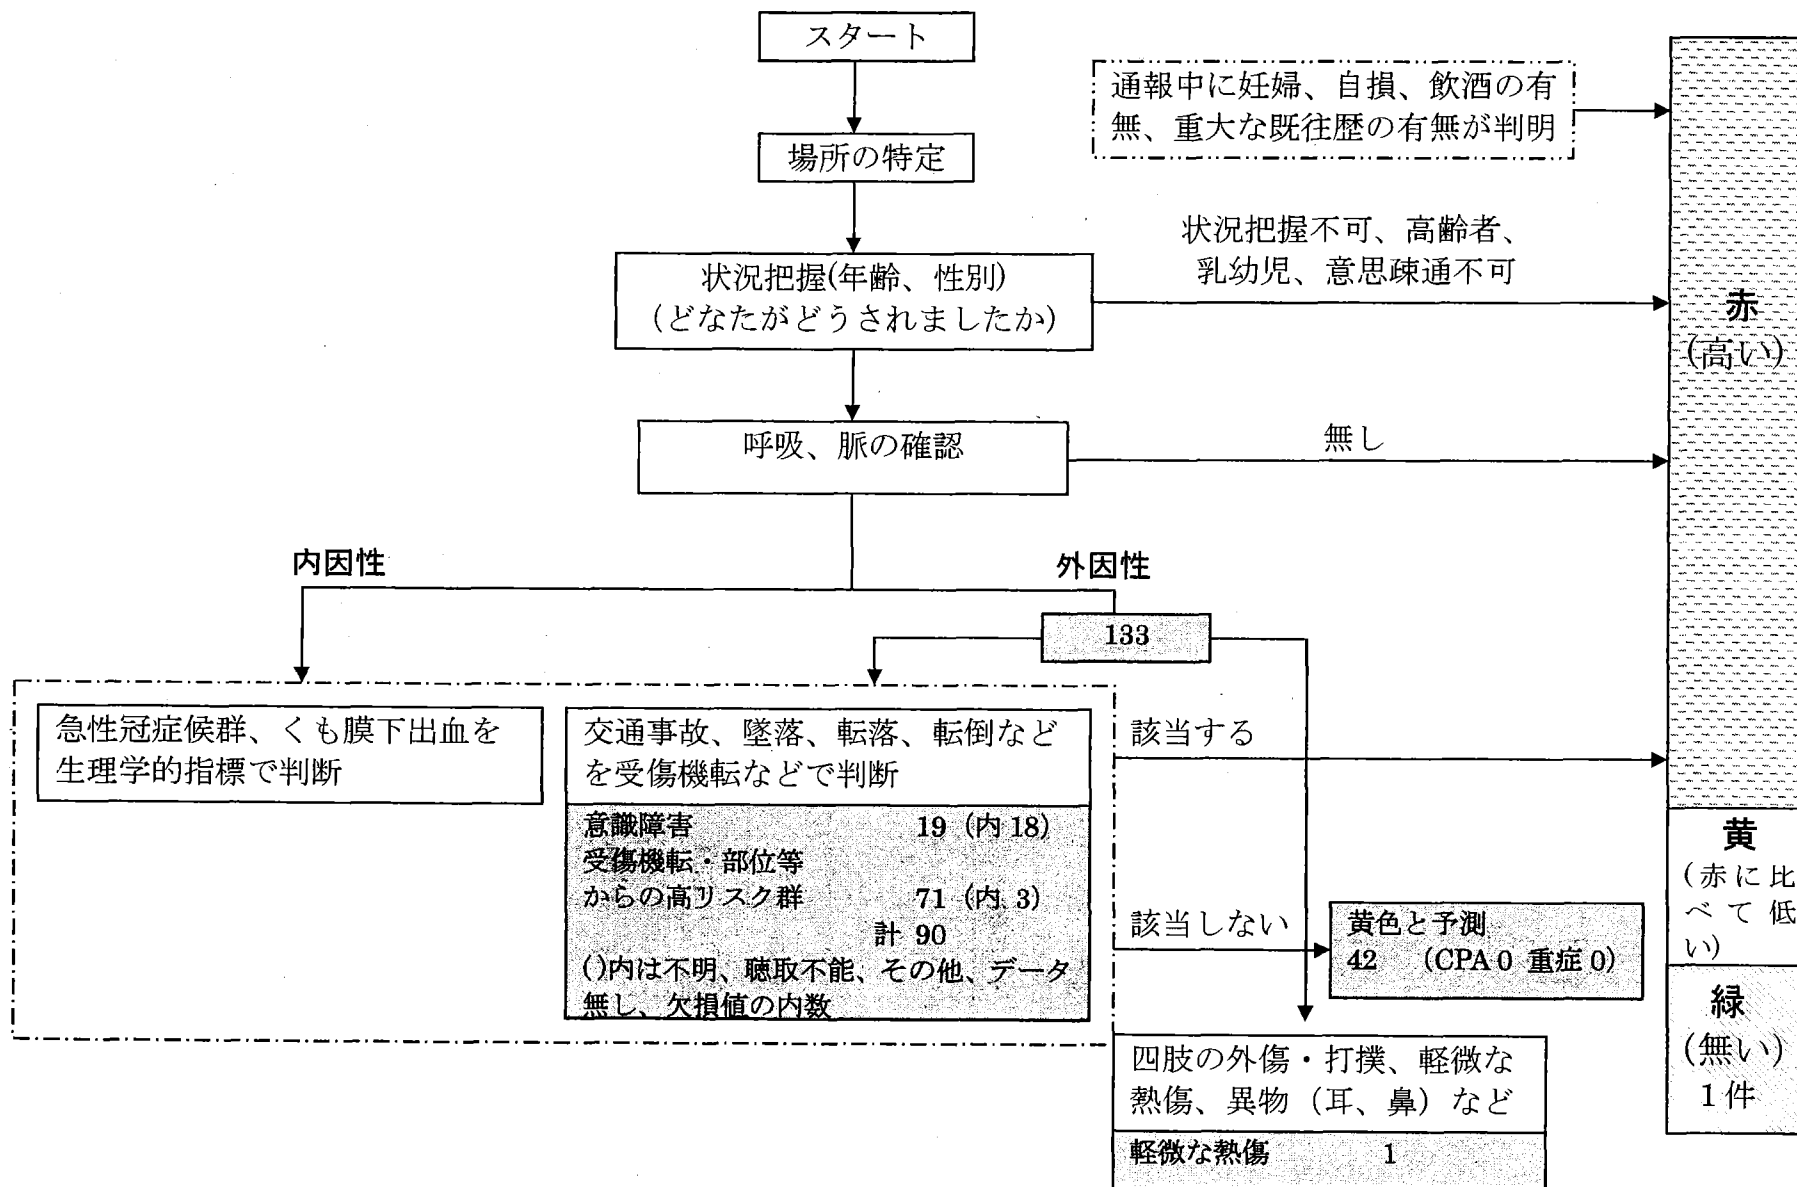 スタート
通報中に妊婦、自損、飲酒の有
無、重大な既往歴の有無が判明
場所の特定
状況把握不可、高齢者、
乳幼児、意思疎通不可
状況把握(年齢、性別)
(どなたがどうされましたか)
赤
(高い)
呼吸、脈の確認
無し
内因性
外因性
133
急性冠症候群、くも膜下出血を
生理学的指標で判断
交通事故、墜落、転落、転倒など
を受傷機転などで判断
該当する
意識障害 19 (内 18)
受傷機転・部位等
からの高リスク群 71 (内 3)
計 90
()内は不明、聴取不能、その他、データ
無し、欠損値の内数
該当しない
黄色と予測
42 (CPA 0 重症 0)
黄
(赤に比
べて低
い)
緑
(無い)
1件
四肢の外傷・打撲、軽微な
熱傷、異物(耳、鼻)など
軽微な熱傷 1